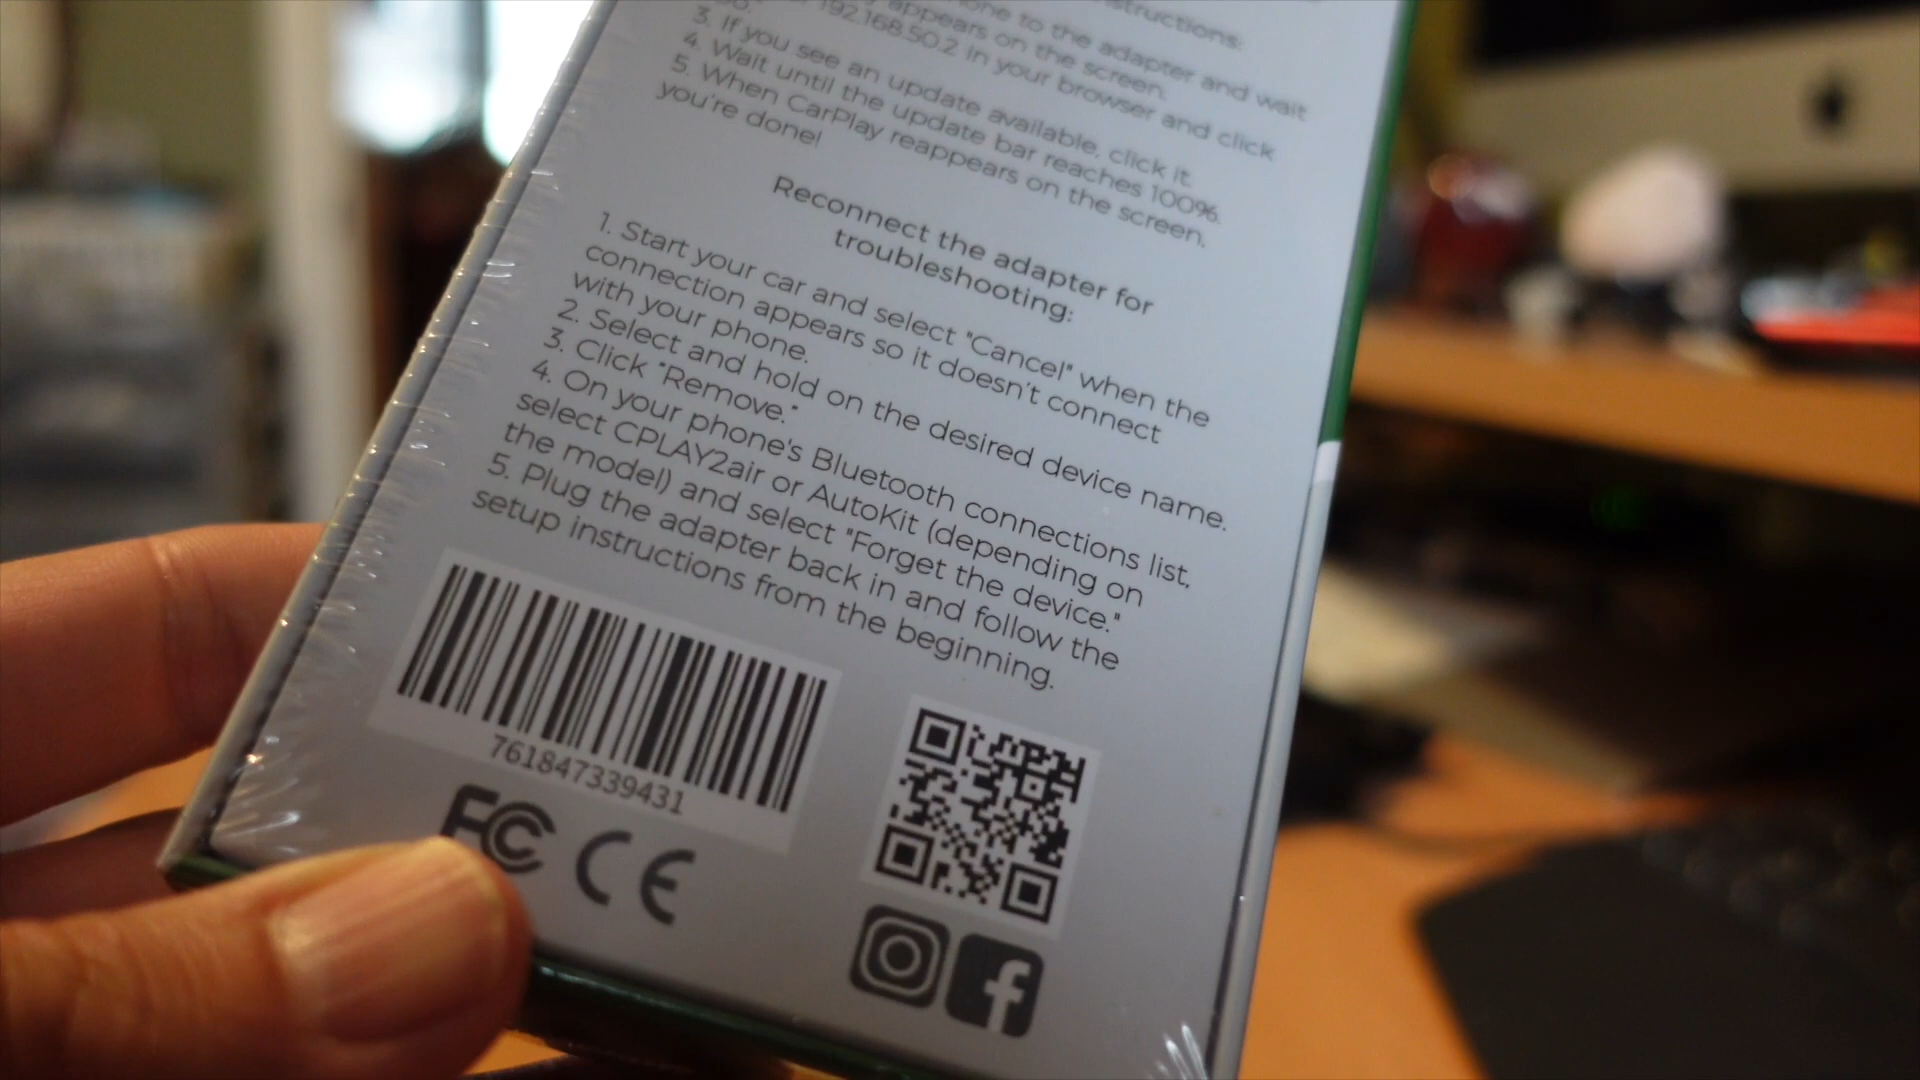 structions:
one to the adapter and wait
appears on the screen.
192.168.50.2 in your browser and click
3. If you see an update available, click it.
4. Wait until the update bar reaches 100%.
5. When CarPlay reappears on the screen,
you're done!
Reconnect the adapter for
troubleshooting:
1. Start your car and select "Cancel" when the
connection appears so it doesn't connect
with your phone.
2. Select and hold on the desired device name.
3. Click "Remove."
4. On your phone's Bluetooth connections list,
select CPLAY2air or AutoKit (depending on
the model) and select "Forget the device."
5. Plug the adapter back in and follow the
setup instructions from the beginning.
761847339431
FC CE
f